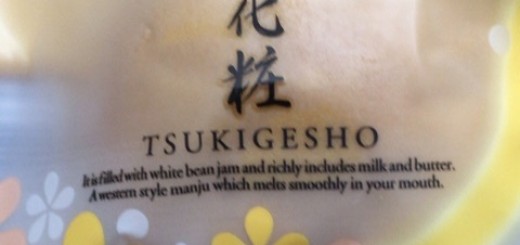 化
粧
TSUKIGESHO
It is filled with white bean jam and richly includes milk and butter.
A western style manju which melts smoothly in your mouth.